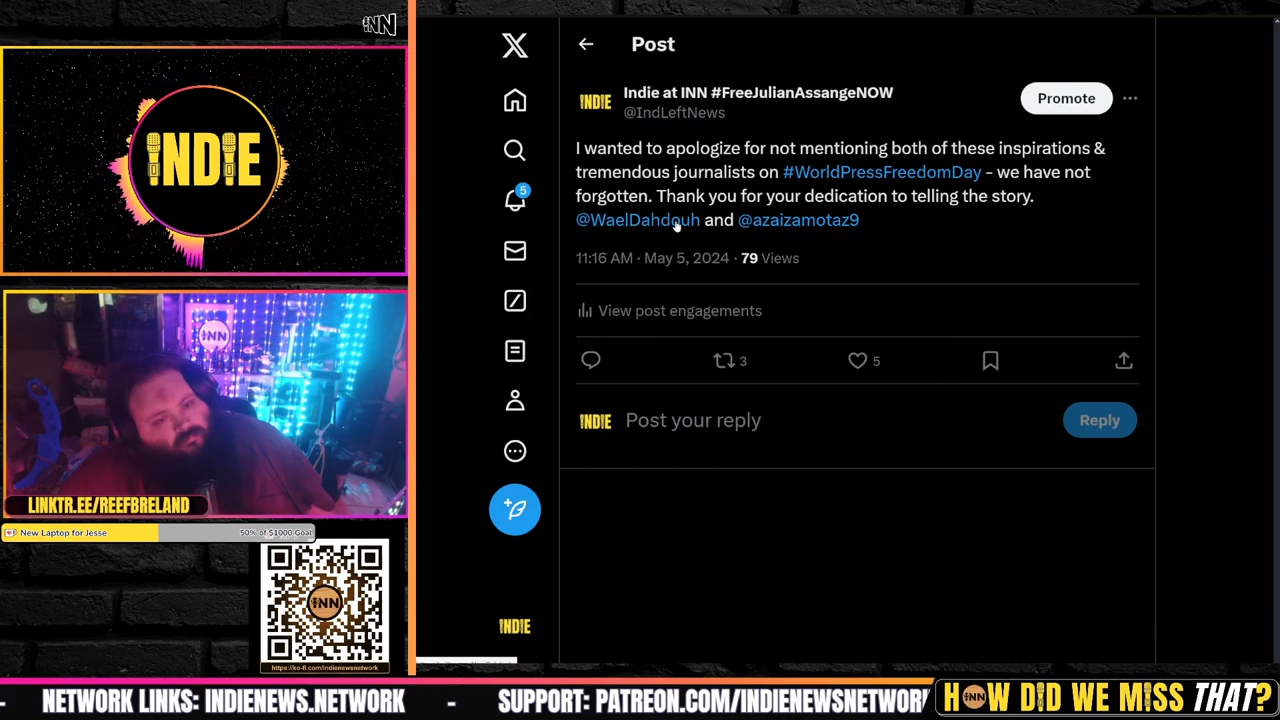 INN
INDIE
INN
LINKTR.EE/REEFBRELAND
New Laptop for Jesse
50% of $1000 Goal
INN
https://ko-fi.com/indienewsnetwork
X
5
INDIE
Post
INDIE
Indie at INN #FreeJulianAssangeNOW
@IndLeftNews
Promote
I wanted to apologize for not mentioning both of these inspirations &
tremendous journalists on #WorldPressFreedomDay - we have not
forgotten. Thank you for your dedication to telling the story.
@WaelDahdouh and @azaizamotaz9
11:16 AM · May 5, 2024 · 79 Views
View post engagements
3
5
INDIE
Post your reply
Reply
- NETWORK LINKS: INDIENEWS.NETWORK - SUPPORT: PATREON.COM/INDIENEWSNETWOR
HOW DID WE MISS THAT?